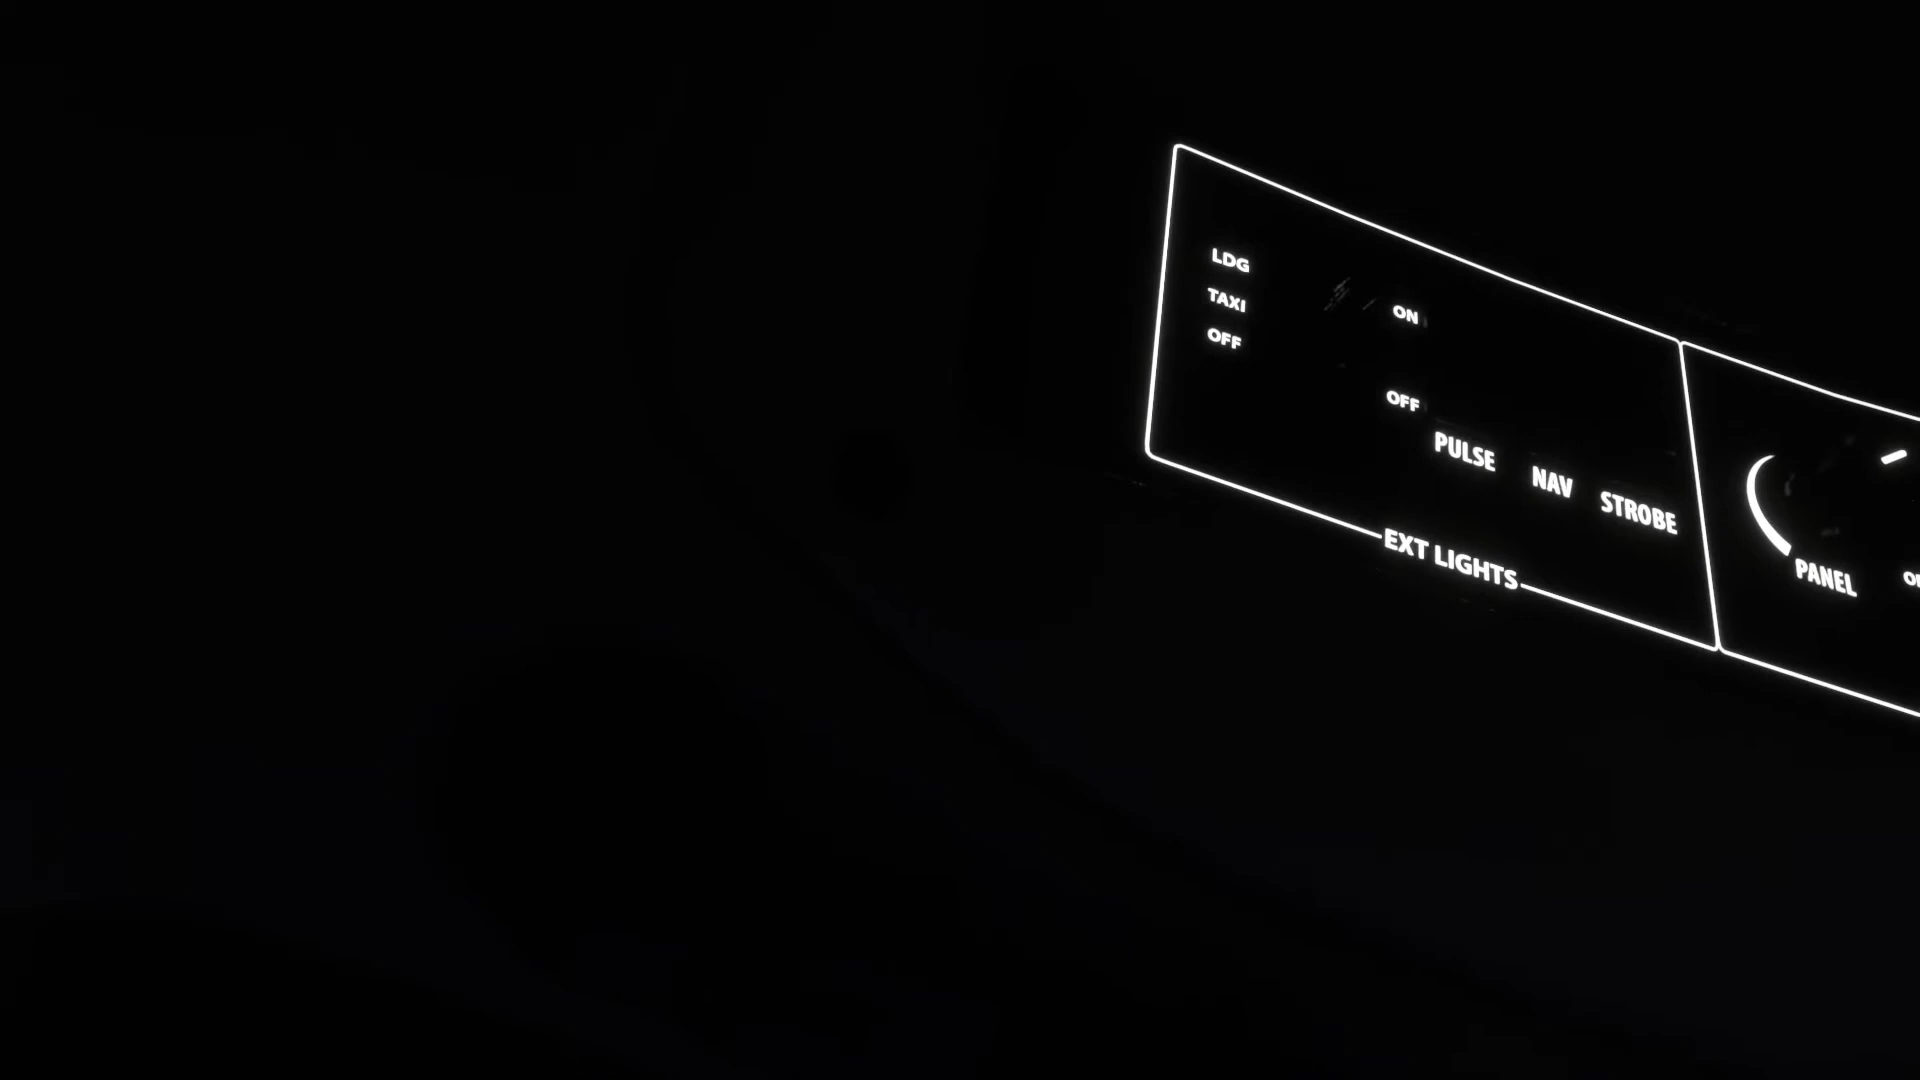 LDG
TAXI
OFF
ON
OFF
PULSE NAV STROBE
EXT LIGHTS
PANEL